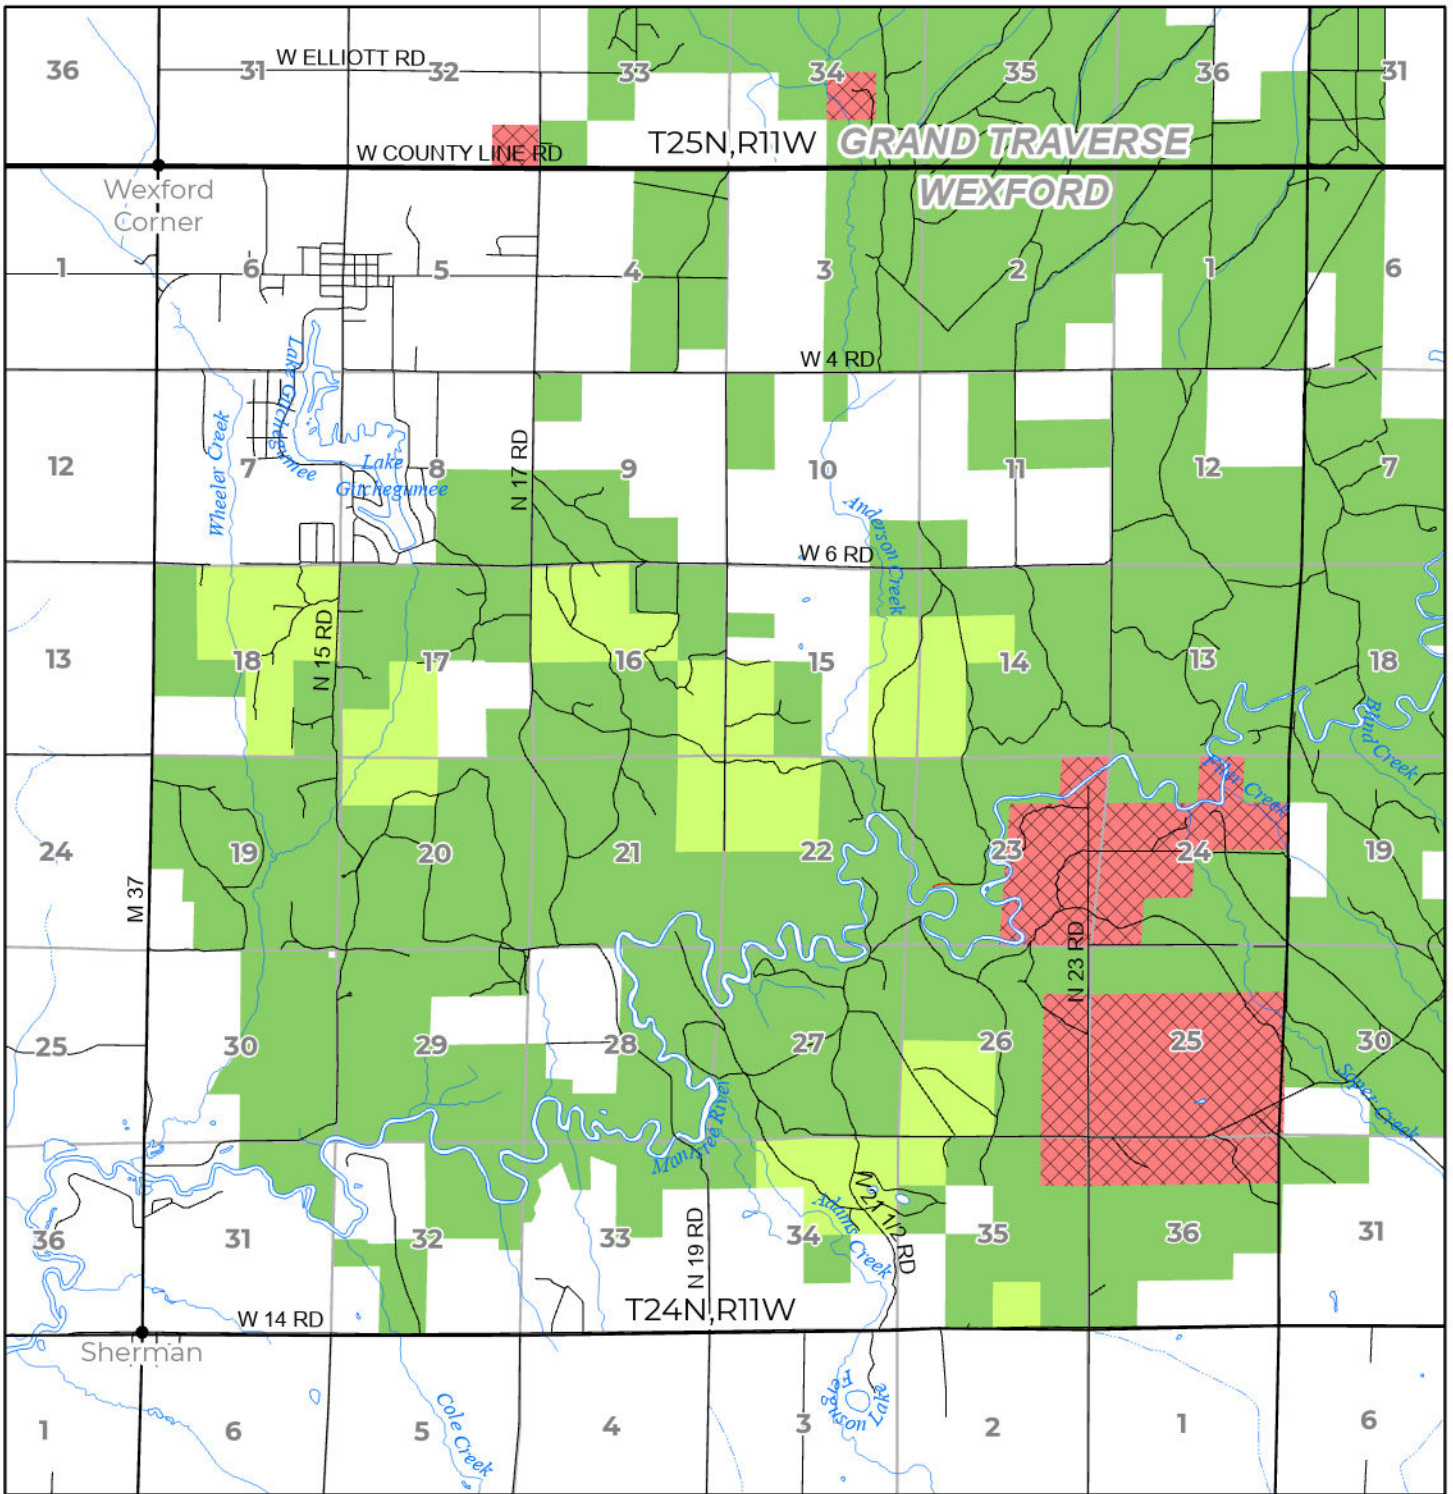 36
31
W ELLIOTT RD
32
33
34
35
36
31
W COUNTY LINE RD
T25N,R11W
GRAND TRAVERSE
Wexford
Corner
WEXFORD
1
6
5
4
3
2
1
6
W 4 RD
Lake Gitchegumee
Wheeler Creek
12
7
Lake
Gitchegumee
8
N 17 RD
9
10
11
12
7
Anderson Creek
W 6 RD
13
18
N 15 RD
17
16
15
14
13
18
Blind Creek
Filer Creek
24
19
20
21
22
23
24
19
M 37
N 23 RD
25
30
29
28
27
26
25
30
Soper Creek
Manistee River
36
31
32
33
N 19 RD
34
Adams Creek
N 21 1/2 RD
35
36
31
W 14 RD
T24N,R11W
Sherman
Ferguson
Lake
1
6
5
Cole Creek
4
3
2
1
6